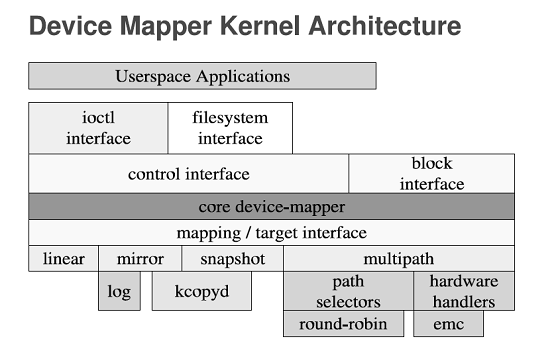 Device Mapper Kernel Architecture
Userspace Applications
ioctl
interface
filesystem
interface
control interface
block
interface
core device-mapper
mapping / target interface
linear
mirror
snapshot
multipath
log
kcopyd
path
selectors
hardware
handlers
round-robin
emc